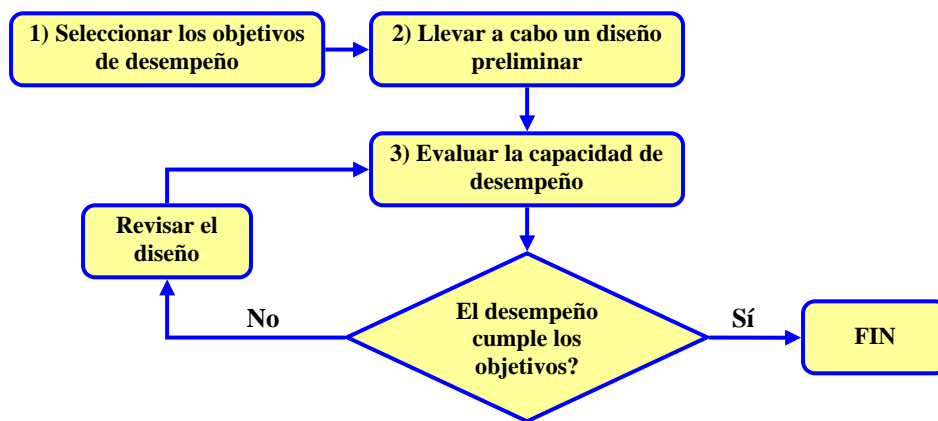 1) Seleccionar los objetivos
de desempeño
2) Llevar a cabo un diseño
preliminar
3) Evaluar la capacidad de
desempeño
Revisar el
diseño
No
El desempeño
cumple los
objetivos?
Sí
FIN